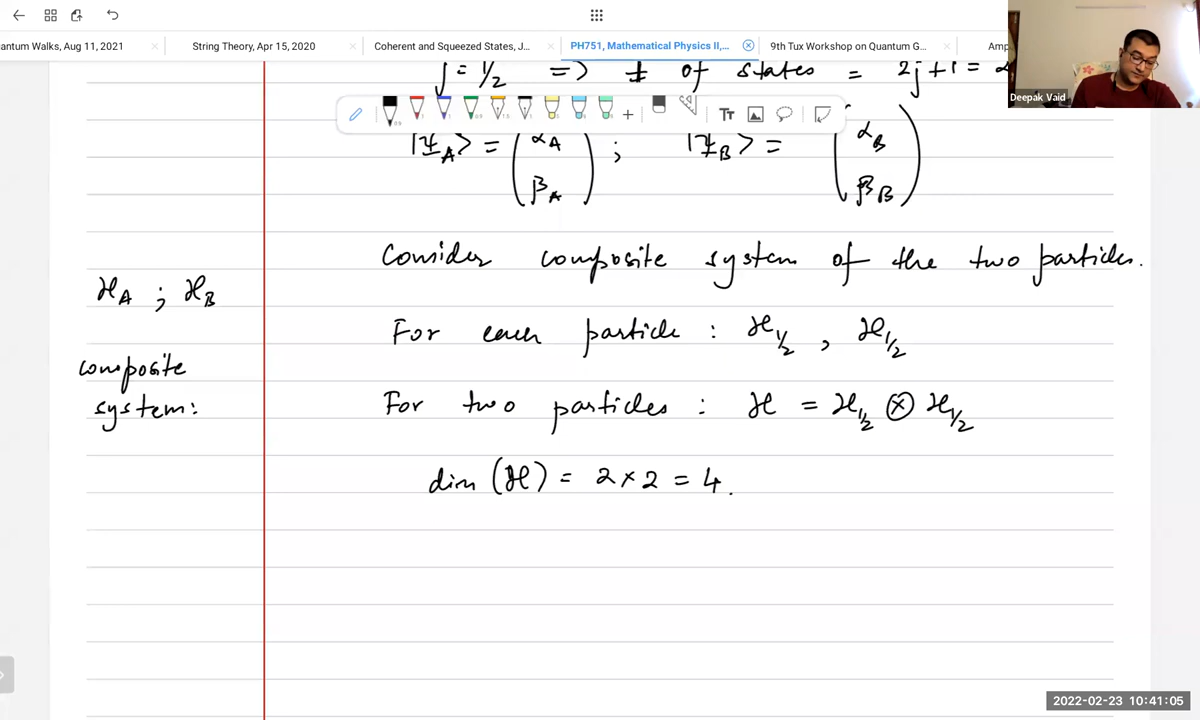 antum Walks, Aug 11, 2021
String Theory, Apr 15, 2020
Coherent and Squeezed States, J...
PH751, Mathematical Physics II,...
9th Tux Workshop on Quantum G...
Amp
Deepak Vaid
j = 1/2 => # of states = 2j+1 =
Tт
|Ψ_A> = (α_A β_A) ; |Ψ_B> = (α_B β_B)
Consider composite system of the two particles.
ℋ_A ; ℋ_B
For each particle : ℋ_1/2 , ℋ_1/2
composite system:
For two particles : ℋ = ℋ_1/2 ⊗ ℋ_1/2
dim (ℋ) = 2 × 2 = 4.
2022-02-23 10:41:05